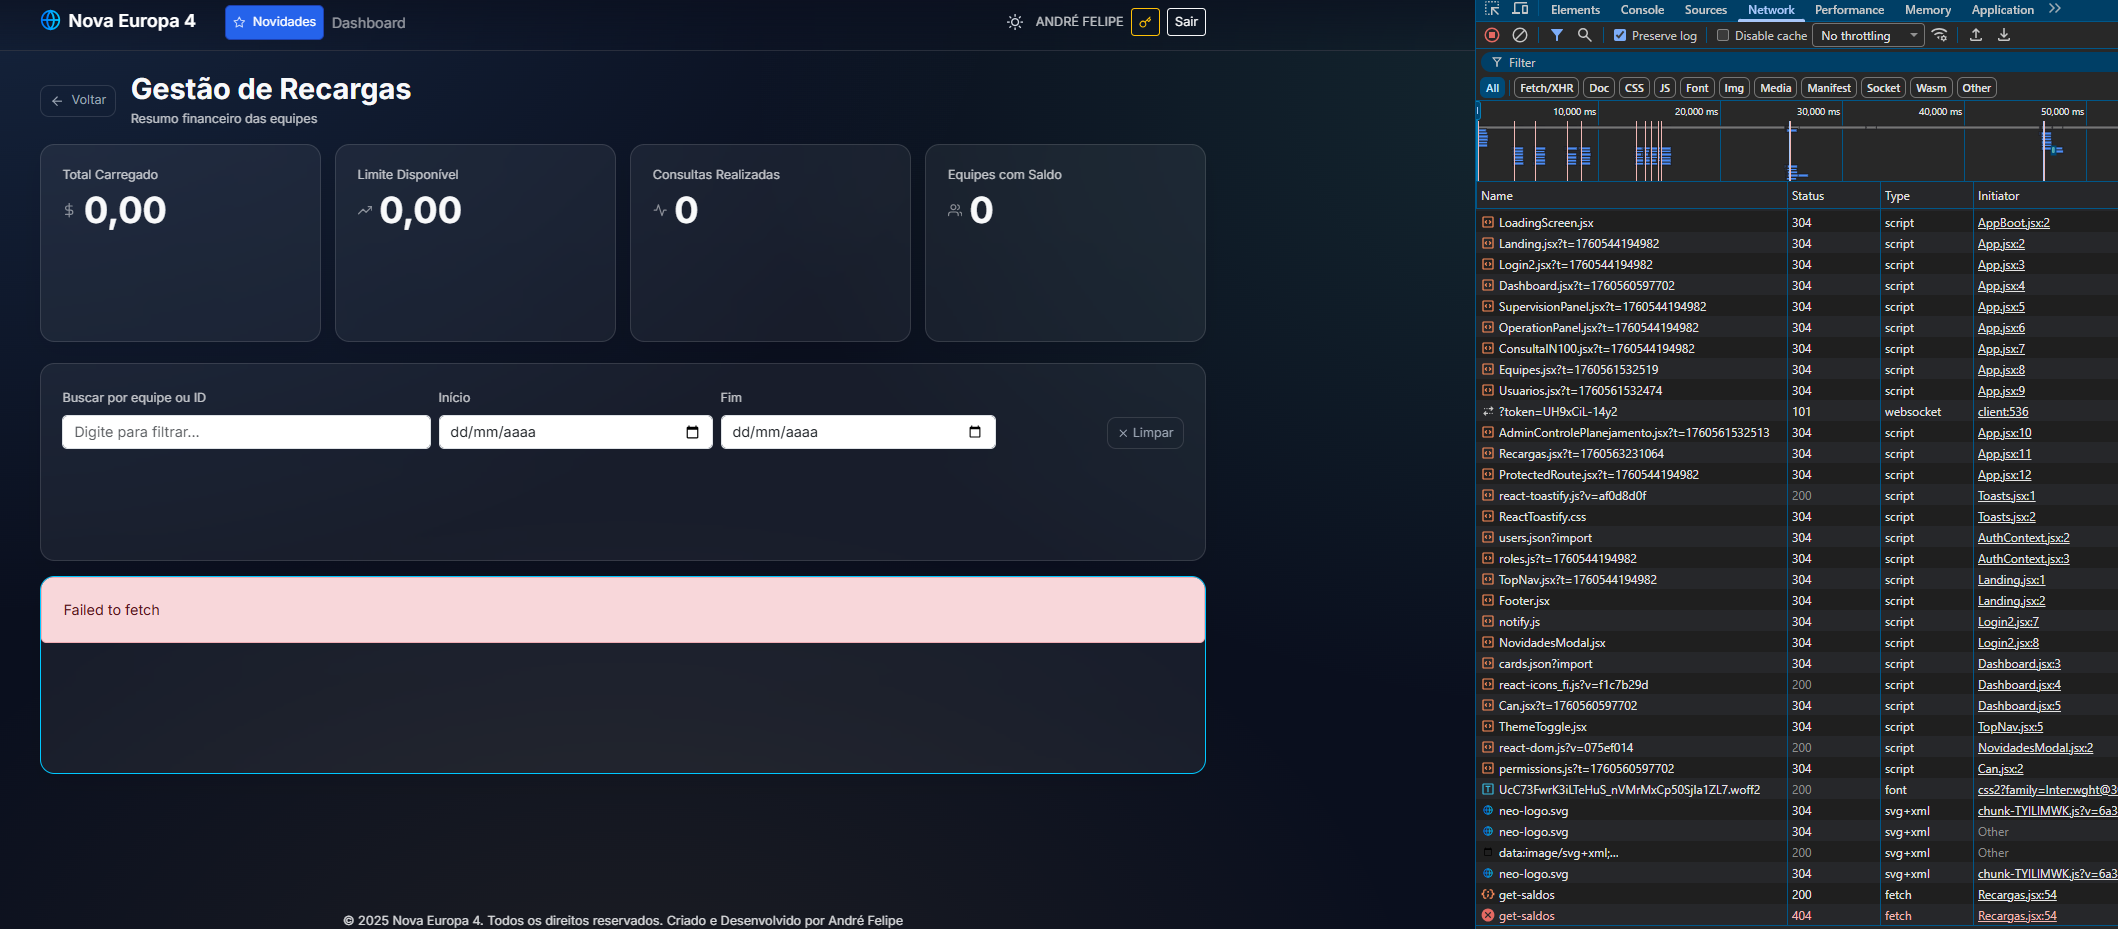 Nova Europa 4
Novidades
Dashboard
ANDRÉ FELIPE
Sair
Voltar
Gestão de Recargas
Resumo financeiro das equipes
Total Carregado
0,00
Limite Disponível
0,00
Consultas Realizadas
0
Equipes com Saldo
0
Buscar por equipe ou ID
Digite para filtrar...
Início
dd/mm/aaaa
Fim
dd/mm/aaaa
Limpar
Failed to fetch
© 2025 Nova Europa 4. Todos os direitos reservados. Criado e Desenvolvido por André Felipe
Elements Console Sources Network Performance Memory Application
Preserve log Disable cache No throttling
Filter
All Fetch/XHR Doc CSS JS Font Img Media Manifest Socket Wasm Other
10,000 ms 20,000 ms 30,000 ms 40,000 ms 50,000 ms
Name Status Type Initiator
LoadingScreen.jsx 304 script AppBoot.jsx:2
Landing.jsx?t=1760544194982 304 script App.jsx:2
Login2.jsx?t=1760544194982 304 script App.jsx:3
Dashboard.jsx?t=1760560597702 304 script App.jsx:4
SupervisionPanel.jsx?t=1760544194982 304 script App.jsx:5
OperationPanel.jsx?t=1760544194982 304 script App.jsx:6
ConsultaIN100.jsx?t=1760544194982 304 script App.jsx:7
Equipes.jsx?t=1760561532519 304 script App.jsx:8
Usuarios.jsx?t=1760561532474 304 script App.jsx:9
?token=UH9xCiL-14y2 101 websocket client:536
AdminControlePlanejamento.jsx?t=1760561532513 304 script App.jsx:10
Recargas.jsx?t=1760563231064 304 script App.jsx:11
ProtectedRoute.jsx?t=1760544194982 304 script App.jsx:12
react-toastify.js?v=af0d8d0f 200 script Toasts.jsx:1
ReactToastify.css 304 script Toasts.jsx:2
users.json?import 304 script AuthContext.jsx:2
roles.js?t=1760544194982 304 script AuthContext.jsx:3
TopNav.jsx?t=1760544194982 304 script Landing.jsx:1
Footer.jsx 304 script Landing.jsx:2
notify.js 304 script Login2.jsx:7
NovidadesModal.jsx 304 script Login2.jsx:8
cards.json?import 304 script Dashboard.jsx:3
react-icons_fi.js?v=f1c7b29d 200 script Dashboard.jsx:4
Can.jsx?t=1760560597702 304 script Dashboard.jsx:5
ThemeToggle.jsx 304 script TopNav.jsx:5
react-dom.js?v=075ef014 200 script NovidadesModal.jsx:2
permissions.js?t=1760560597702 304 script Can.jsx:2
UcC73FwrK3iLTeHuS_nVMrMxCp50SjIa1ZL7.woff2 200 font css2?family=Inter:wght@3
neo-logo.svg 304 svg+xml chunk-TYILIMWK.js?v=6a3
neo-logo.svg 304 svg+xml Other
data:image/svg+xml;... 200 svg+xml Other
neo-logo.svg 304 svg+xml chunk-TYILIMWK.js?v=6a3
get-saldos 200 fetch Recargas.jsx:54
get-saldos 404 fetch Recargas.jsx:54